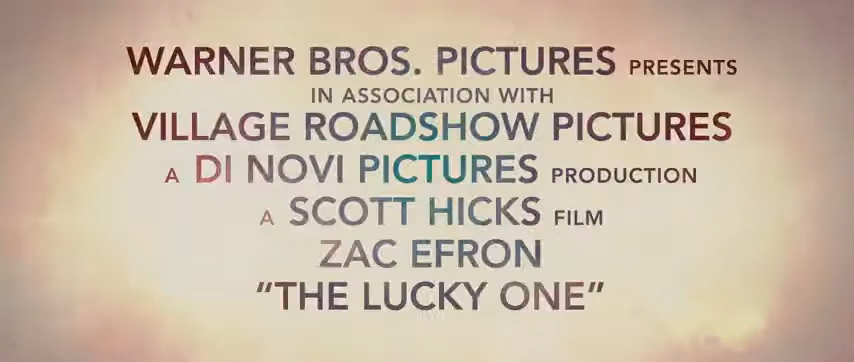 WARNER BROS. PICTURES PRESENTS
IN ASSOCIATION WITH
VILLAGE ROADSHOW PICTURES
A DI NOVI PICTURES PRODUCTION
A SCOTT HICKS FILM
ZAC EFRON
“THE LUCKY ONE”